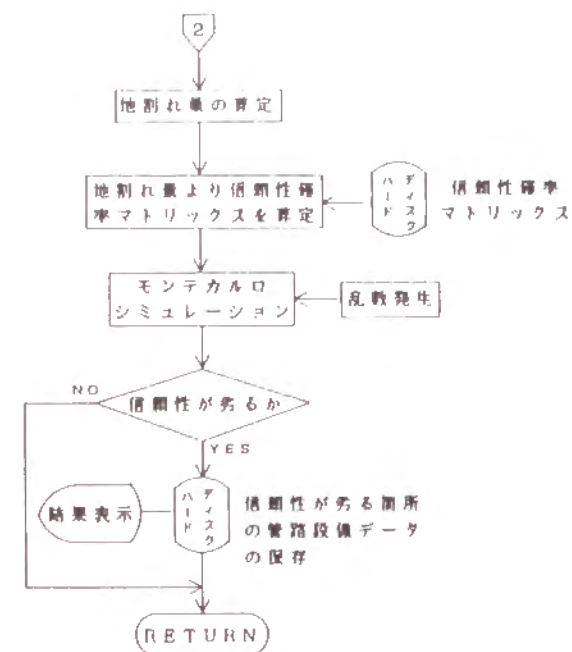 2
地割れ量の算定
地割れ量より信頼性確
率マトリックスを算定
ハード
ディスク
信頼性確率
マトリックス
モンテカルロ
シミュレーション
乱数発生
NO
信頼性が劣るか
YES
結果表示
ハード
ディスク
信頼性が劣る箇所
の管路設備データ
の保存
RETURN